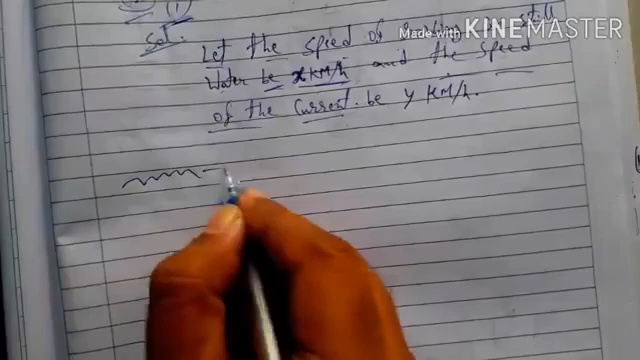 Made with KINEMASTER
Sol. Let the speed of rowing in still
Water be x KM/h and the speed
of the Current be y KM/h.